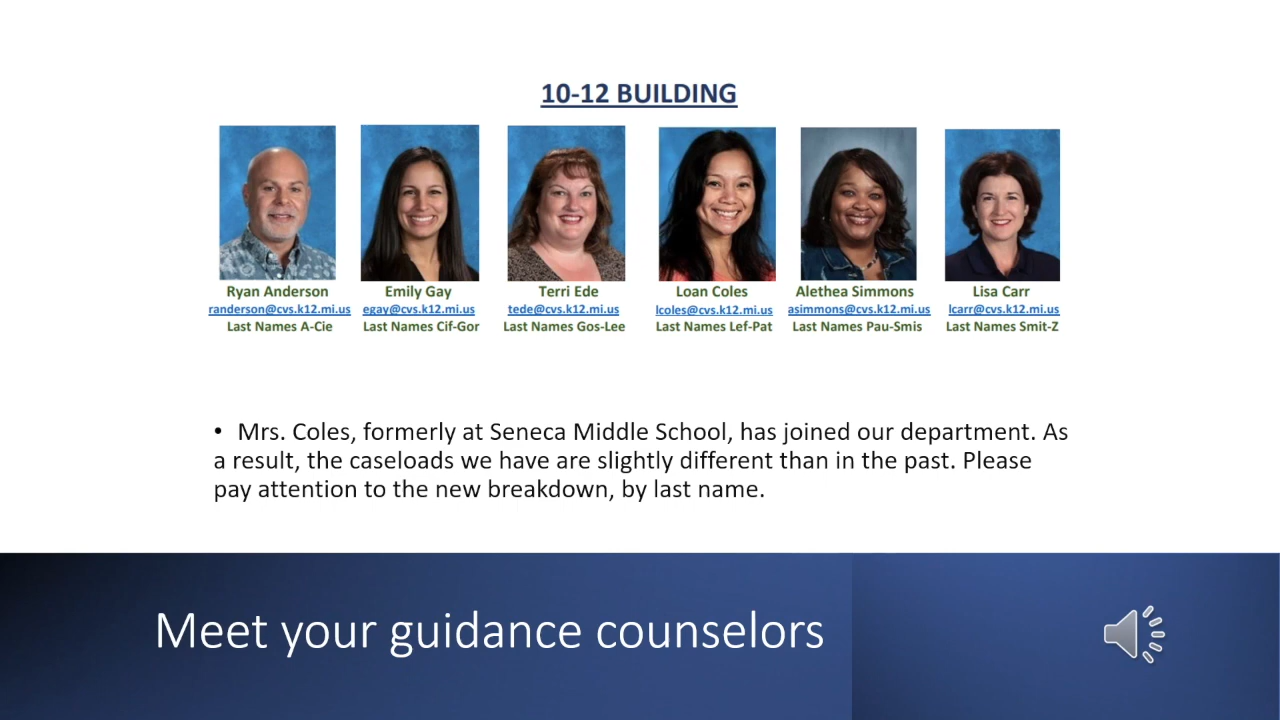 10-12 BUILDING
Ryan Anderson Emily Gay Terri Ede Loan Coles Alethea Simmons Lisa Carr
randerson@cvs.k12.mi.us egay@cvs.k12.mi.us tede@cvs.k12.mi.us lcoles@cvs.k12.mi.us asimmons@cvs.k12.mi.us lcarr@cvs.k12.mi.us
Last Names A-Cie Last Names Cif-Gor Last Names Gos-Lee Last Names Lef-Pat Last Names Pau-Smis Last Names Smit-Z
• Mrs. Coles, formerly at Seneca Middle School, has joined our department. As
a result, the caseloads we have are slightly different than in the past. Please
pay attention to the new breakdown, by last name.
Meet your guidance counselors